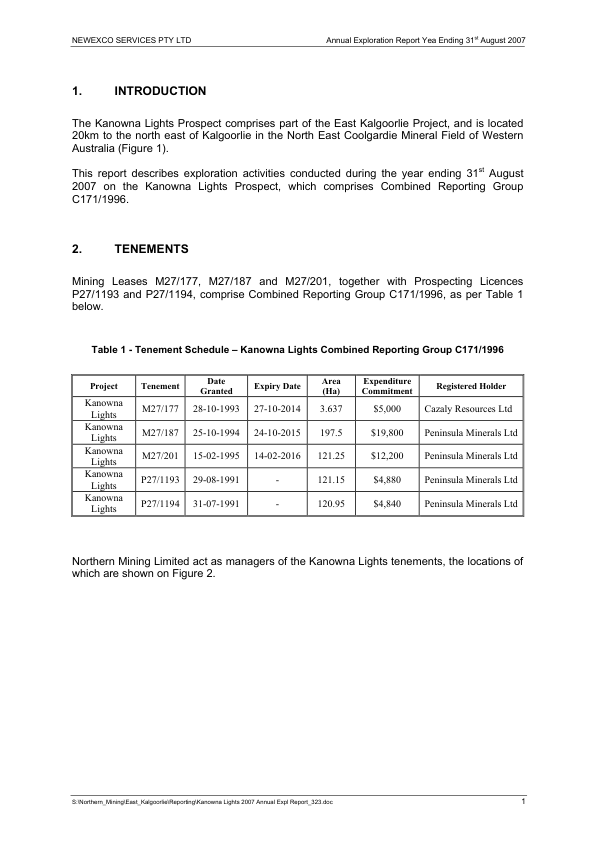 NEWEXCO SERVICES PTY LTD Annual Exploration Report Yea Ending 31st August 2007
1. INTRODUCTION
The Kanowna Lights Prospect comprises part of the East Kalgoorlie Project, and is located
20km to the north east of Kalgoorlie in the North East Coolgardie Mineral Field of Western
Australia (Figure 1).
This report describes exploration activities conducted during the year ending 31st August
2007 on the Kanowna Lights Prospect, which comprises Combined Reporting Group
C171/1996.
2. TENEMENTS
Mining Leases M27/177, M27/187 and M27/201, together with Prospecting Licences
P27/1193 and P27/1194, comprise Combined Reporting Group C171/1996, as per Table 1
below.
Table 1 - Tenement Schedule – Kanowna Lights Combined Reporting Group C171/1996
Project Tenement Date Granted Expiry Date Area (Ha) Expenditure Commitment Registered Holder
Kanowna Lights M27/177 28-10-1993 27-10-2014 3.637 $5,000 Cazaly Resources Ltd
Kanowna Lights M27/187 25-10-1994 24-10-2015 197.5 $19,800 Peninsula Minerals Ltd
Kanowna Lights M27/201 15-02-1995 14-02-2016 121.25 $12,200 Peninsula Minerals Ltd
Kanowna Lights P27/1193 29-08-1991 - 121.15 $4,880 Peninsula Minerals Ltd
Kanowna Lights P27/1194 31-07-1991 - 120.95 $4,840 Peninsula Minerals Ltd
Northern Mining Limited act as managers of the Kanowna Lights tenements, the locations of
which are shown on Figure 2.
S:\Northern_Mining\East_Kalgoorlie\Reporting\Kanowna Lights 2007 Annual Expl Report_323.doc 1